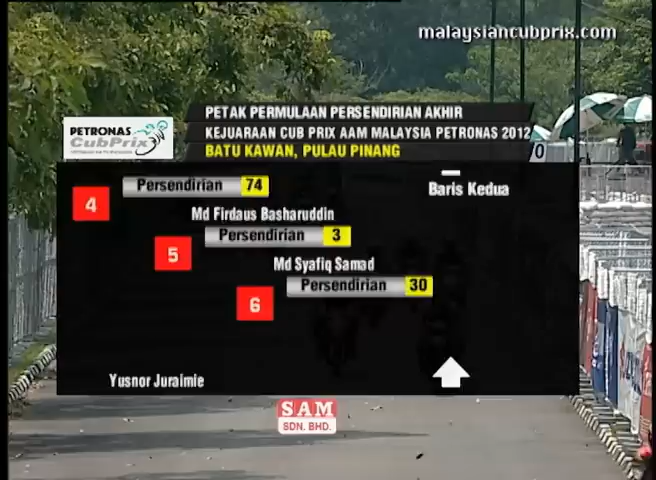 malaysiancubprix.com
PETAK PERMULAAN PERSENDIRIAN AKHIR
PETRONAS
CubPrix
KEJUARAAN CUB PRIX AAM MALAYSIA PETRONAS 2012
BATU KAWAN, PULAU PINANG
0
Persendirian 74
Baris Kedua
4
Md Firdaus Basharuddin
Persendirian 3
5
Md Syafiq Samad
Persendirian 30
6
Yusnor Juraimie
SAM
SDN. BHD.